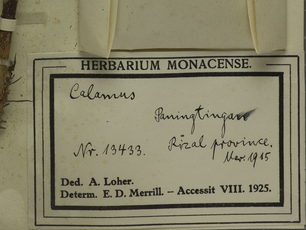 HERBARIUM MONACENSE.
Calamus
Paningtingan
Nr. 13433.
Rizal province.
Mar. 1915
Ded. A. Loher.
Determ. E. D. Merrill. – Accessit VIII. 1925.